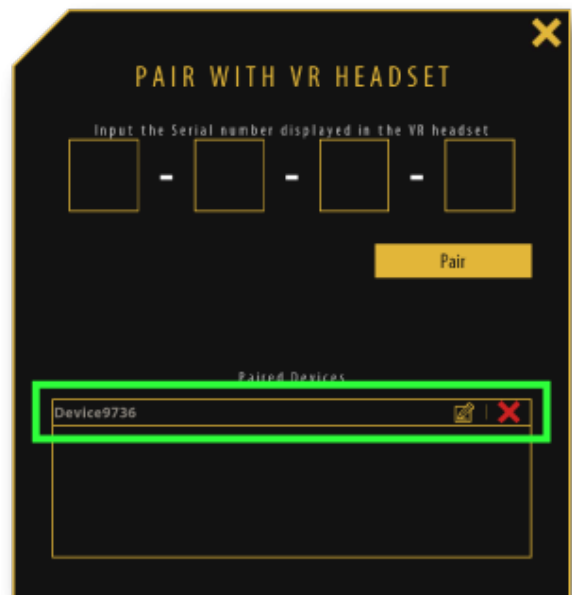 PAIR WITH VR HEADSET
Input the Serial number displayed in the VR headset
- - -
Pair
Paired Devices
Device9736